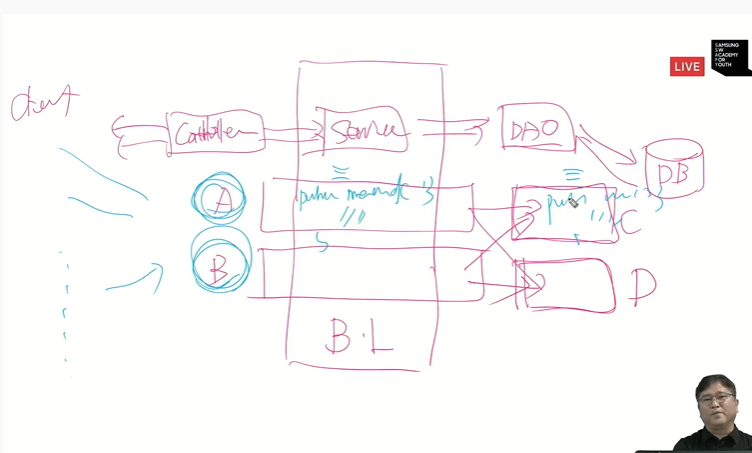 SAMSUNG
SW
ACADEMY
FOR
YOUTH
LIVE
Client
Controller
Service
DAO
DB
A
C
B
D
B.L